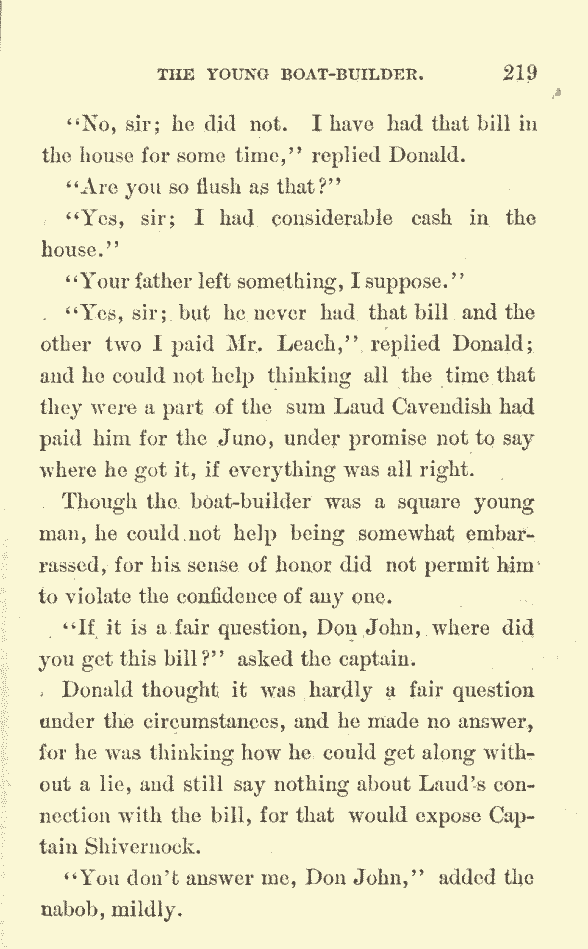 THE YOUNG BOAT-BUILDER. 219
“No, sir; he did not. I have had that bill in
the house for some time,” replied Donald.
“Are you so flush as that?”
“Yes, sir; I had considerable cash in the
house.”
“Your father left something, I suppose.”
“Yes, sir; but he never had that bill and the
other two I paid Mr. Leach,” replied Donald;
and he could not help thinking all the time that
they were a part of the sum Laud Cavendish had
paid him for the Juno, under promise not to say
where he got it, if everything was all right.
Though the boat-builder was a square young
man, he could not help being somewhat embar-
rassed, for his sense of honor did not permit him
to violate the confidence of any one.
“If it is a fair question, Don John, where did
you get this bill?” asked the captain.
Donald thought it was hardly a fair question
under the circumstances, and he made no answer,
for he was thinking how he could get along with-
out a lie, and still say nothing about Laud’s con-
nection with the bill, for that would expose Cap-
tain Shivernock.
“You don’t answer me, Don John,” added the
nabob, mildly.